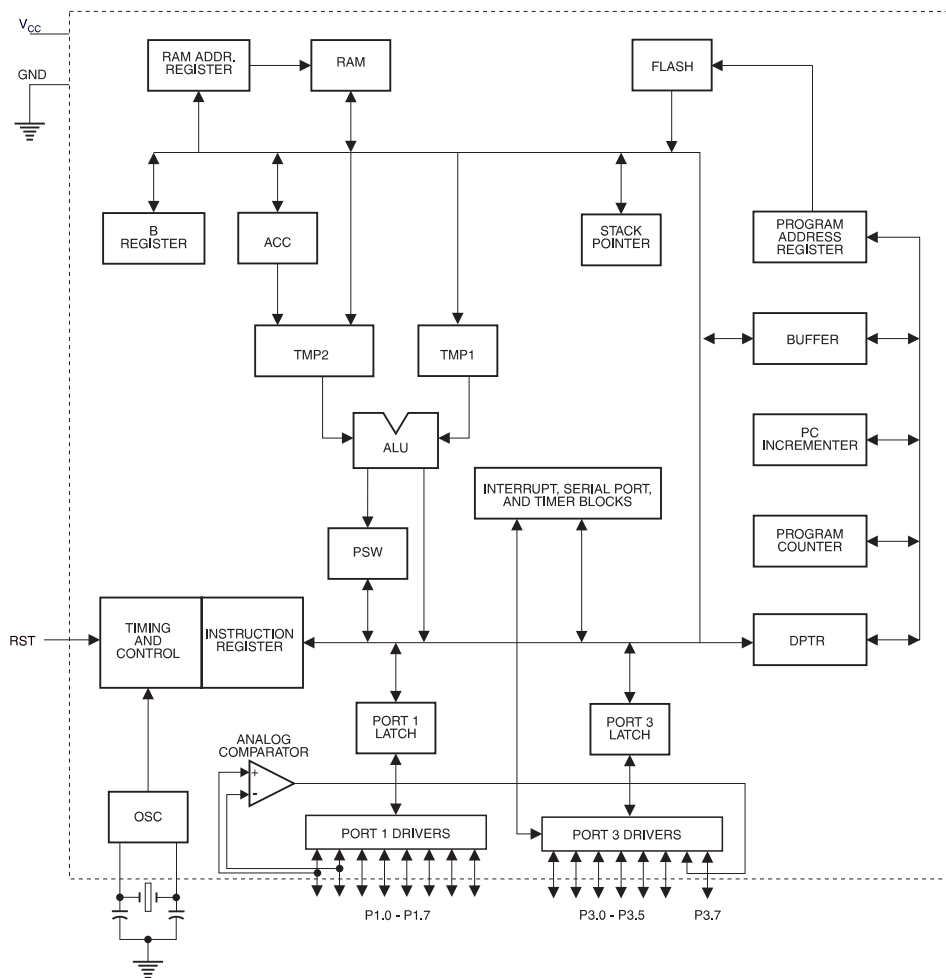 VCC
GND
RAM ADDR.
REGISTER
RAM
FLASH
B
REGISTER
ACC
STACK
POINTER
PROGRAM
ADDRESS
REGISTER
TMP2
TMP1
BUFFER
ALU
PC
INCREMENTER
INTERRUPT, SERIAL PORT,
AND TIMER BLOCKS
PSW
PROGRAM
COUNTER
RST
TIMING
AND
CONTROL
INSTRUCTION
REGISTER
DPTR
PORT 1
LATCH
PORT 3
LATCH
ANALOG
COMPARATOR
+
-
OSC
PORT 1 DRIVERS
PORT 3 DRIVERS
P1.0 - P1.7
P3.0 - P3.5
P3.7